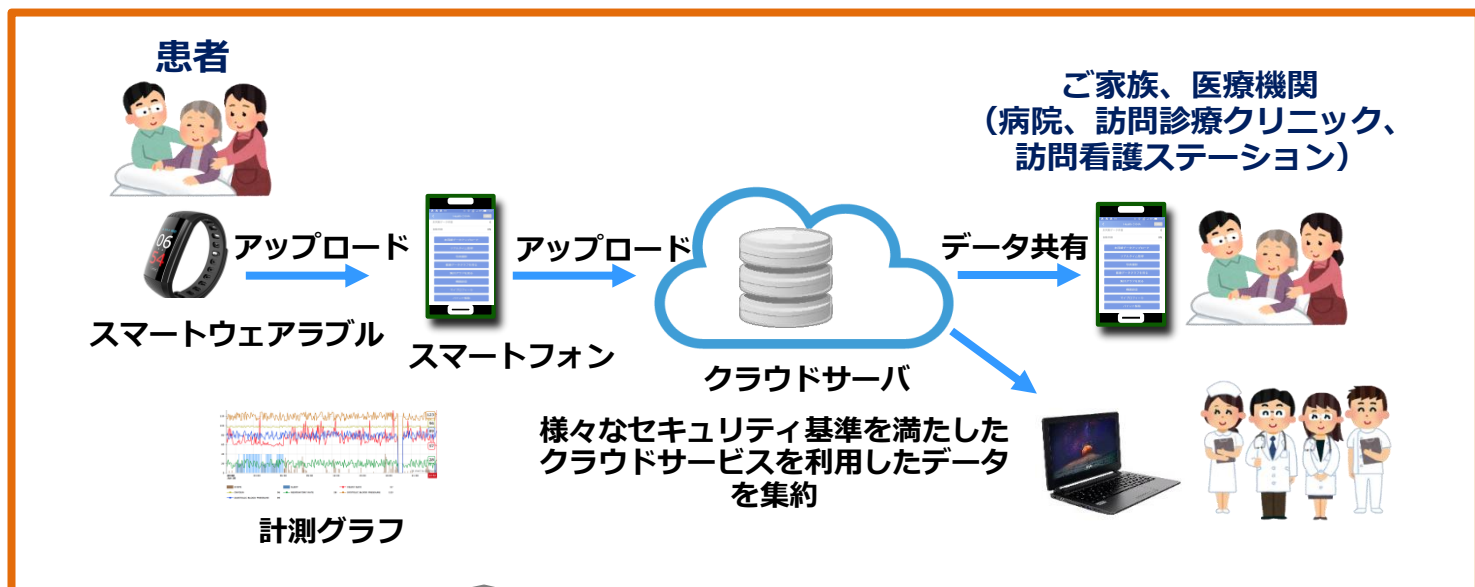 患者
ご家族、医療機関
(病院、訪問診療クリニック、
訪問看護ステーション)
アップロード
アップロード
データ共有
06
54
スマートウェアラブル
スマートフォン
クラウドサーバ
様々なセキュリティ基準を満たした
クラウドサービスを利用したデータ
を集約
計測グラフ